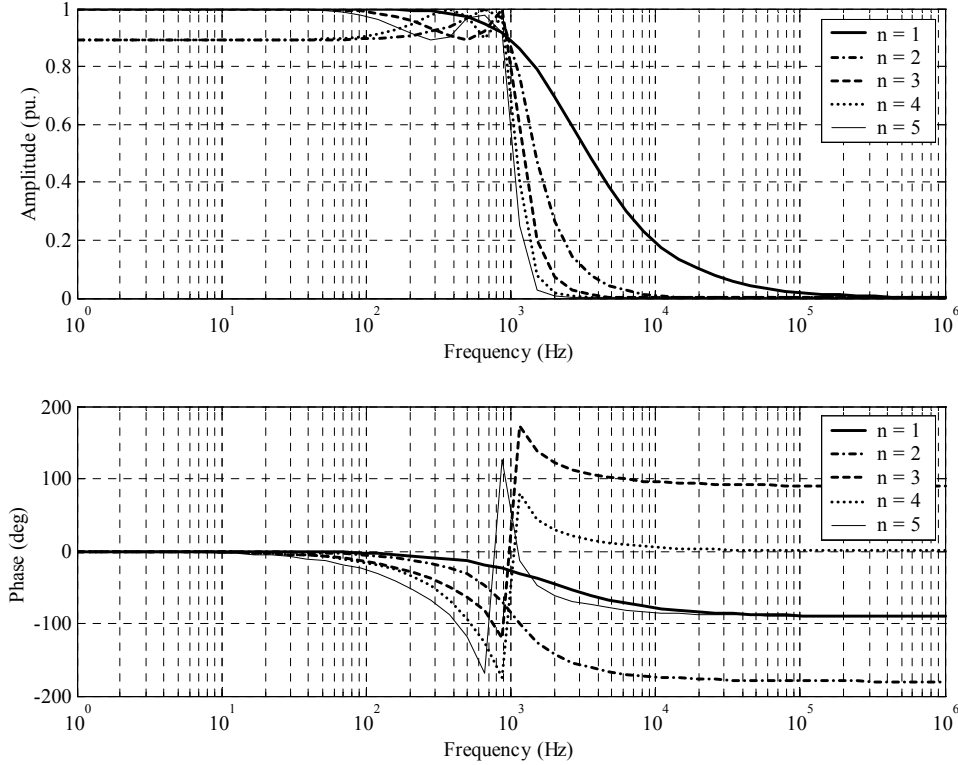 1
0.8
0.6
0.4
0.2
0
Amplitude (pu.)
n = 1
n = 2
n = 3
n = 4
n = 5
10^0 10^1 10^2 10^3 10^4 10^5 10^6
Frequency (Hz)
200
100
0
-100
-200
Phase (deg)
n = 1
n = 2
n = 3
n = 4
n = 5
10^0 10^1 10^2 10^3 10^4 10^5 10^6
Frequency (Hz)